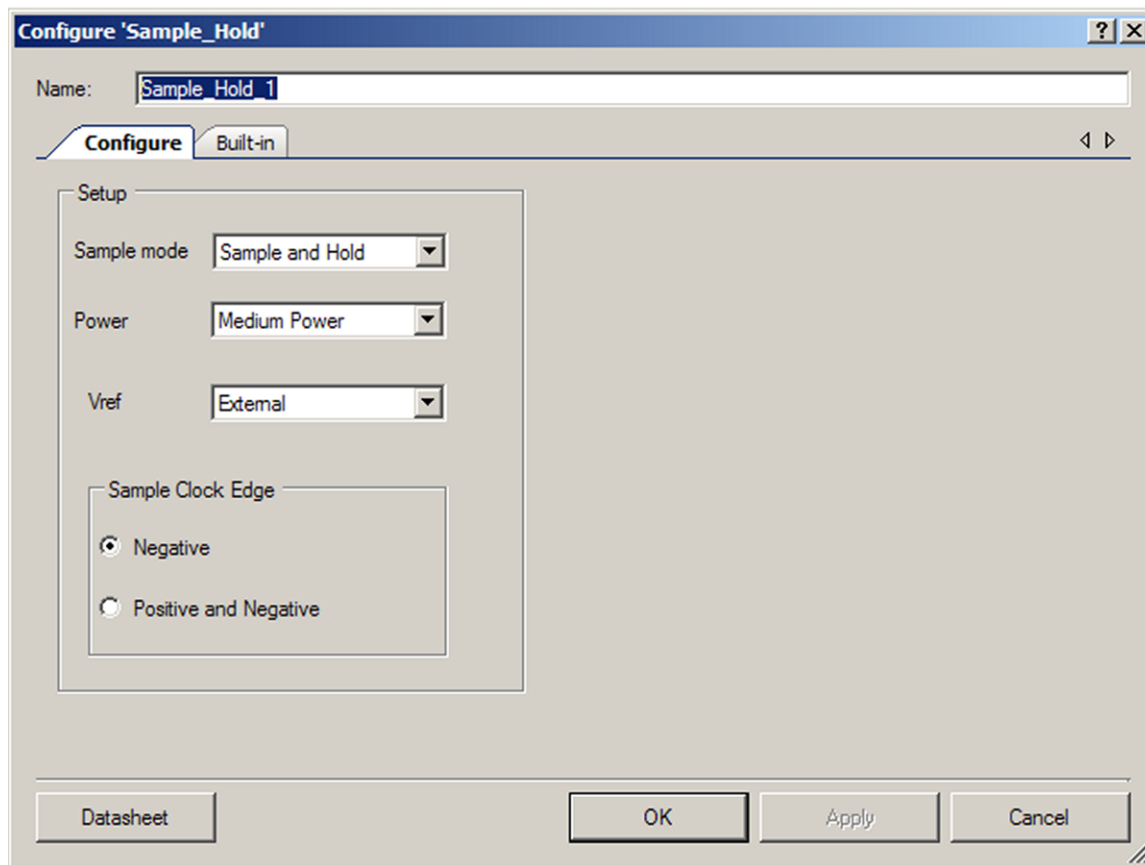 Configure 'Sample_Hold'
Name: Sample_Hold_1
Configure Built-in
Setup
Sample mode Sample and Hold
Power Medium Power
Vref External
Sample Clock Edge
Negative
Positive and Negative
Datasheet OK Apply Cancel